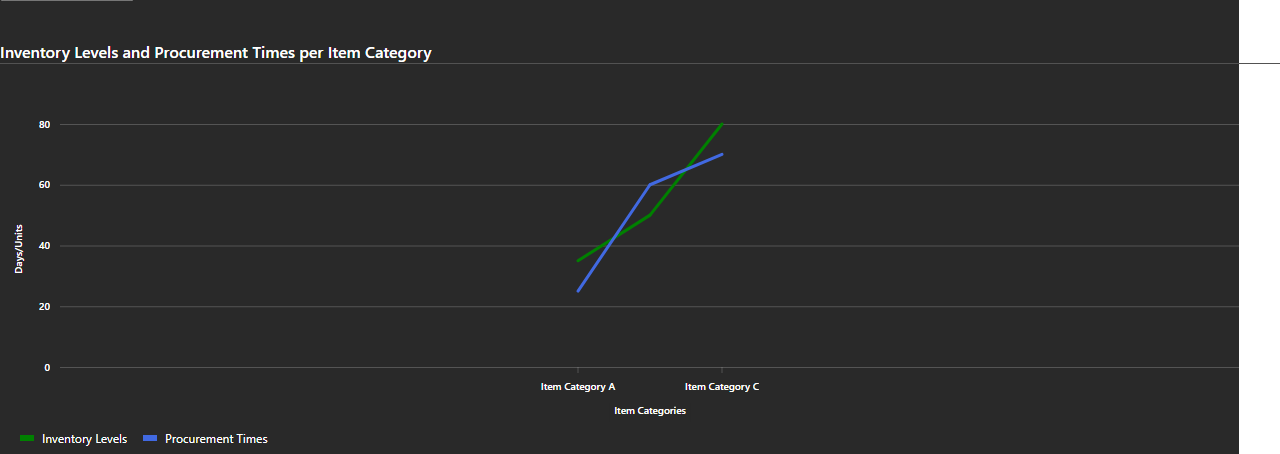 Inventory Levels and Procurement Times per Item Category
80
60
40
20
0
Days/Units
Item Category A
Item Category C
Item Categories
Inventory Levels
Procurement Times